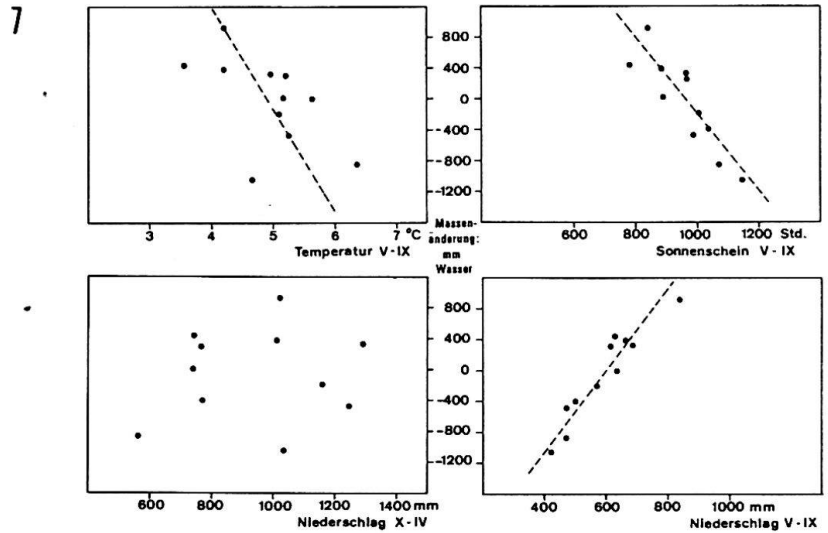 7
800
400
0
-400
-800
-1200
3 4 5 6 7 °C
Temperatur V-IX
Massen-
änderung:
mm
Wasser
600 800 1000 1200 Std.
Sonnenschein V-IX
800
400
0
-400
-800
-1200
600 800 1000 1200 1400 mm
Niederschlag X-IV
400 600 800 1000 mm
Niederschlag V-IX